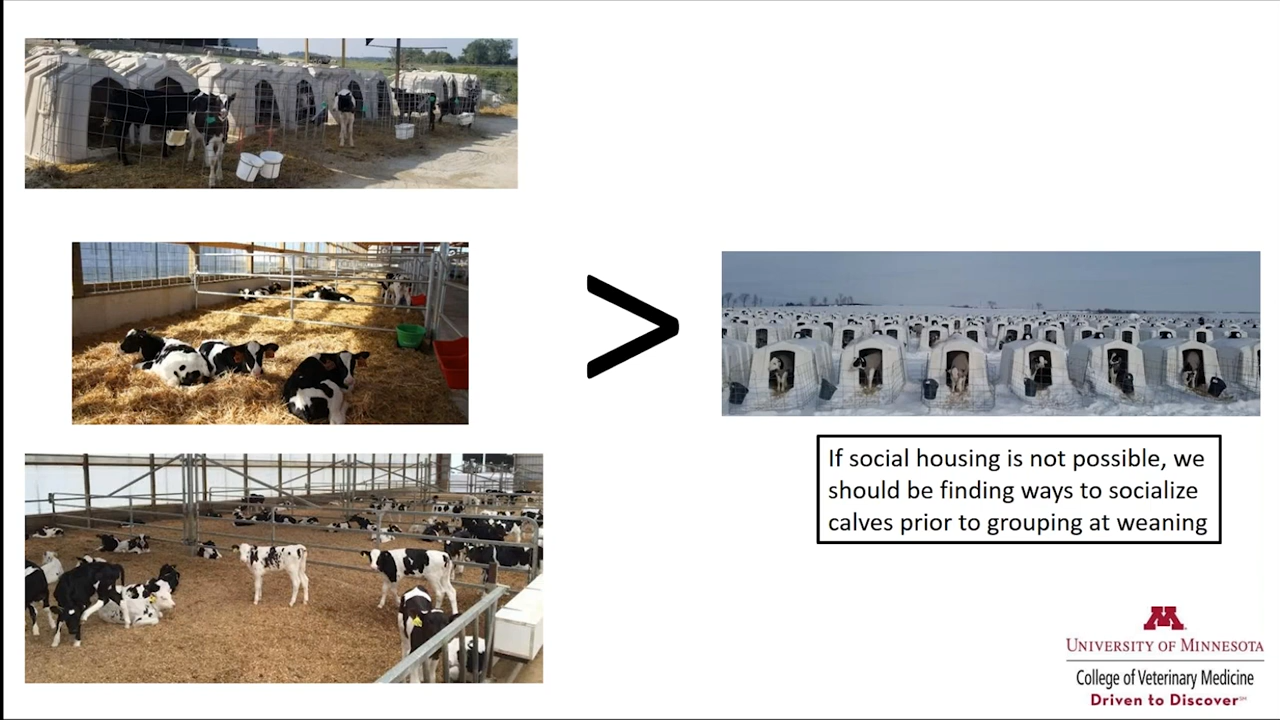 >
If social housing is not possible, we
should be finding ways to socialize
calves prior to grouping at weaning
M
UNIVERSITY OF MINNESOTA
College of Veterinary Medicine
Driven to Discover